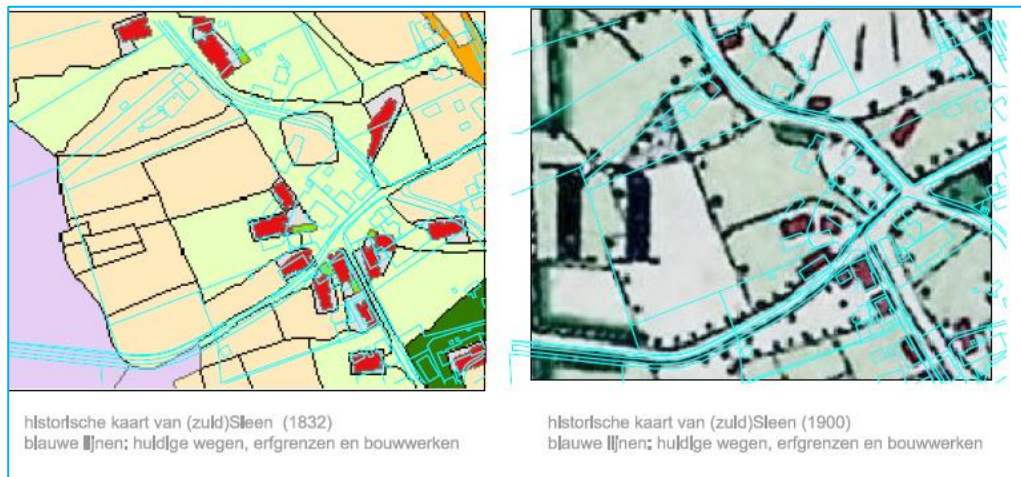 historische kaart van (zuid)Sleen (1832)
blauwe lijnen: huidige wegen, erfgrenzen en bouwwerken
historische kaart van (zuid)Sleen (1900)
blauwe lijnen: huidige wegen, erfgrenzen en bouwwerken